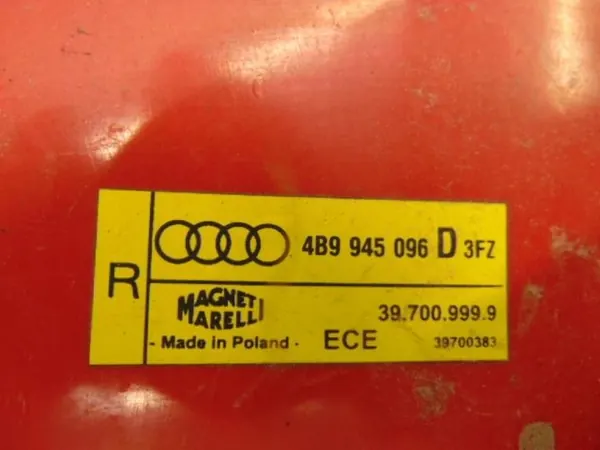 R
4B9 945 096 D 3FZ
MAGNETI
MARELLI
39.700.999.9
- Made in Poland -
ECE
39700383